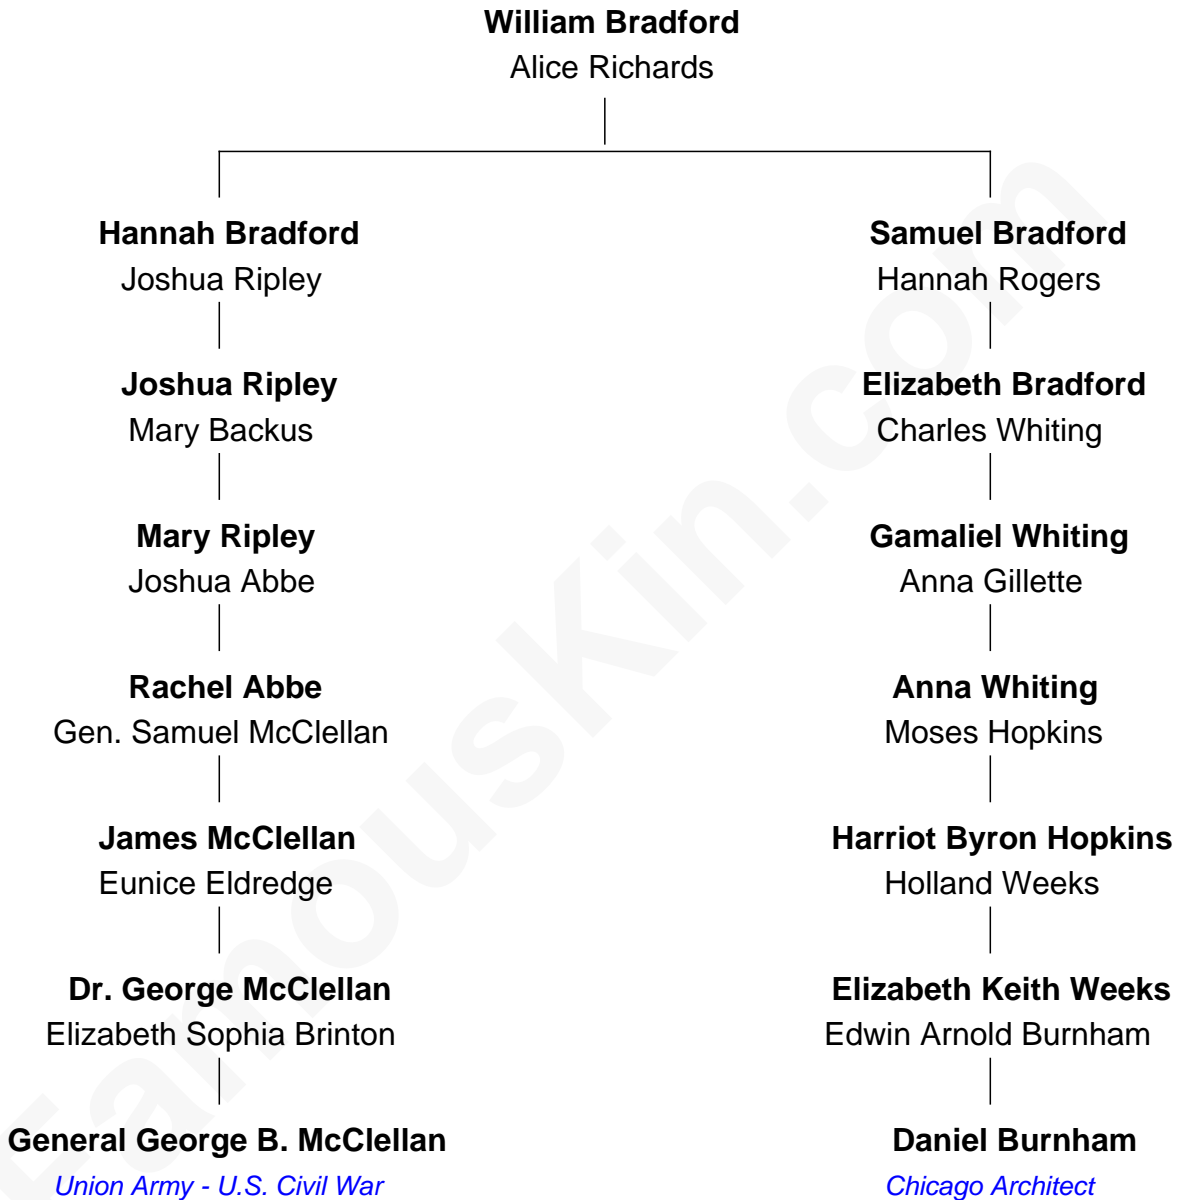 William Bradford
Alice Richards
Hannah Bradford
Joshua Ripley
Samuel Bradford
Hannah Rogers
Joshua Ripley
Mary Backus
Elizabeth Bradford
Charles Whiting
Mary Ripley
Joshua Abbe
Gamaliel Whiting
Anna Gillette
Rachel Abbe
Gen. Samuel McClellan
Anna Whiting
Moses Hopkins
James McClellan
Eunice Eldredge
Harriot Byron Hopkins
Holland Weeks
Dr. George McClellan
Elizabeth Sophia Brinton
Elizabeth Keith Weeks
Edwin Arnold Burnham
General George B. McClellan
Union Army - U.S. Civil War
Daniel Burnham
Chicago Architect
FamousKin.com